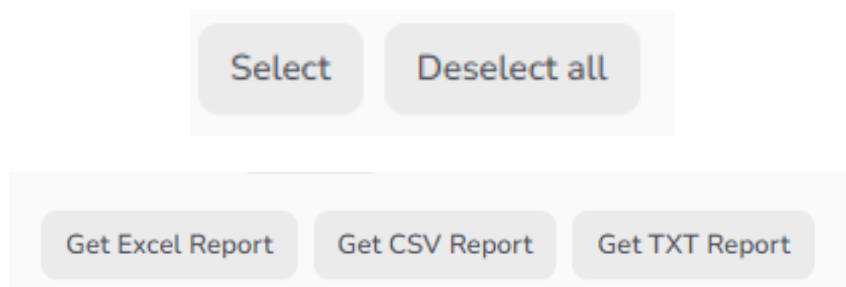 Select Deselect all
Get Excel Report Get CSV Report Get TXT Report